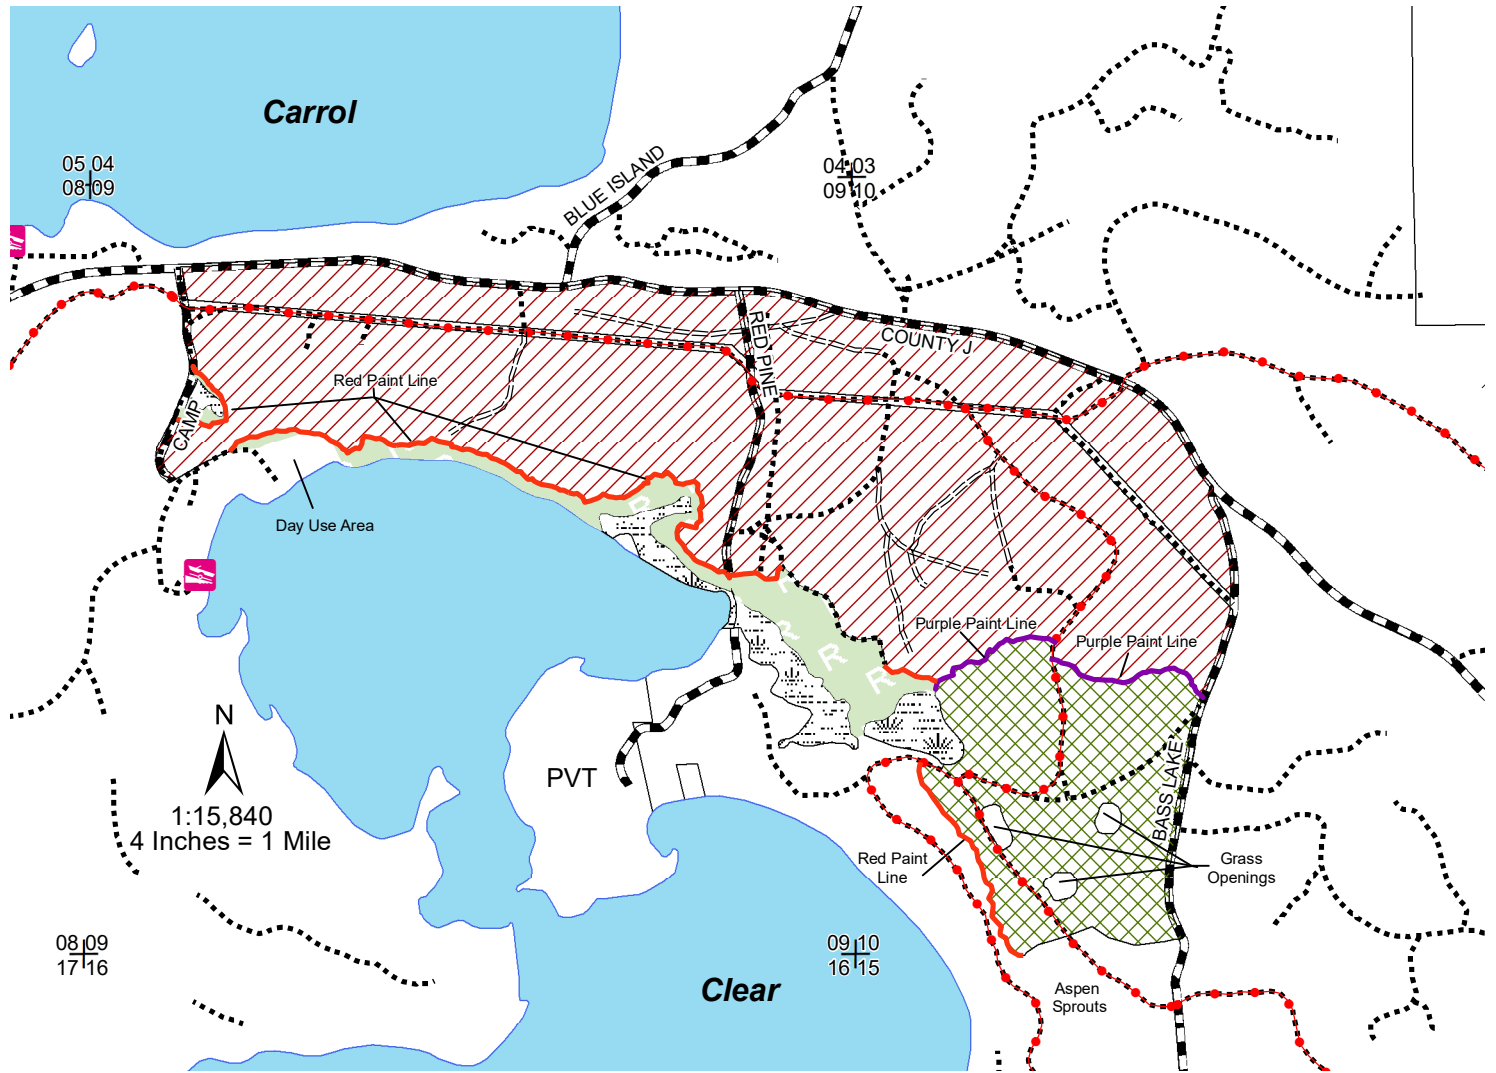 Carrol
05 04
08 09
BLUE ISLAND
04 03
09 10
COUNTY J
RED PINE
Red Paint Line
CAMP
Day Use Area
R
R
R
R
Purple Paint Line
Purple Paint Line
N
PVT
1:15,840
4 Inches = 1 Mile
BASS LAKE
Red Paint
Line
Grass
Openings
08 09
17 16
09 10
16 15
Clear
Aspen
Sprouts